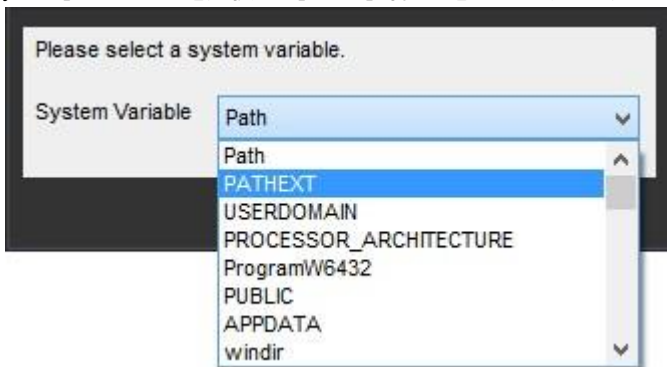 Please select a system variable.
System Variable Path
Path
PATHEXT
USERDOMAIN
PROCESSOR_ARCHITECTURE
ProgramW6432
PUBLIC
APPDATA
windir